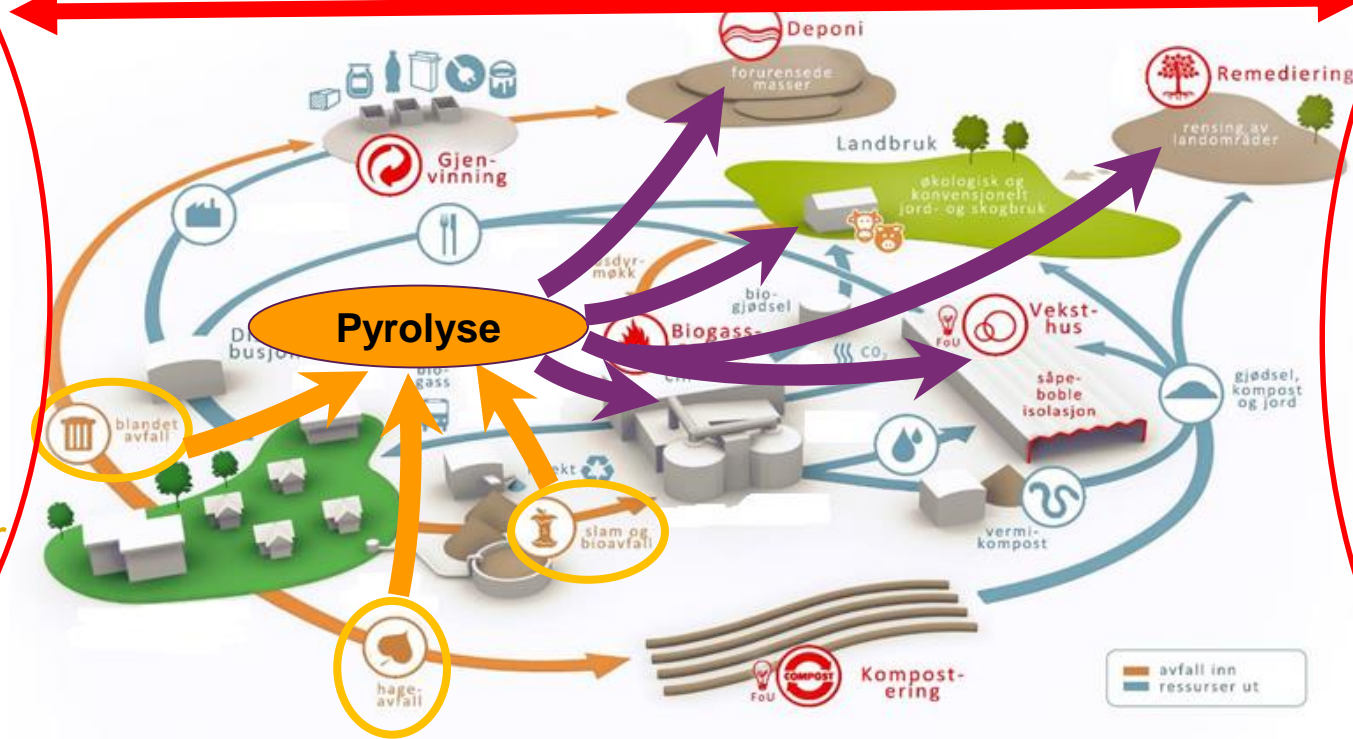 Deponi
forurensede
masser
Remediering
rensing av
landområder
Gjen-
vinning
Landbruk
økologisk og
konvensjonelt
jord- og skogbruk
møkk
bio-
gjødsel
Pyrolyse
Biogass-
CO₂
FoU
Vekst-
hus
såpe-
boble
isolasjon
gjødsel,
kompost
og jord
busjon
gass
blandet
avfall
slam og
bioavfall
vermi-
kompost
hage-
avfall
FoU
COMPOST
Kompost-
ering
avfall inn
ressurser ut